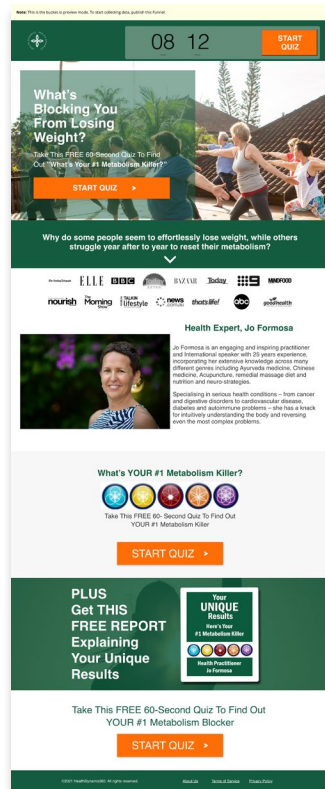 Note: This is the bucket.io preview mode. To start collecting data, publish this Funnel.
08 12
START
QUIZ
What's
Blocking You
From Losing
Weight?
Take This FREE 60-Second Quiz To Find
Out "What's Your #1 Metabolism Killer?"
START QUIZ
Why do some people seem to effortlessly lose weight, while others
struggle year after to year to reset their metabolism?
ELLE BBC BAZAAR Today 9 MINDFOOD
nourish The Morning Show TALKIN lifestyle news .com.au that's life! abc goodhealth
Health Expert, Jo Formosa
Jo Formosa is an engaging and inspiring practitioner
and International speaker with 25 years experience,
incorporating her extensive knowledge across many
different genres including Ayurveda medicine, Chinese
medicine, Acupuncture, remedial massage diet and
nutrition and neuro-strategies.
Specialising in serious health conditions – from cancer
and digestive disorders to cardiovascular disease,
diabetes and autoimmune problems – she has a knack
for intuitively understanding the body and reversing
even the most complex problems.
What's YOUR #1 Metabolism Killer?
Take This FREE 60- Second Quiz To Find Out
YOUR #1 Metabolism Killer
START QUIZ
PLUS
Get THIS
FREE REPORT
Explaining
Your Unique
Results
Your
UNIQUE
Results
Here's Your
#1 Metabolism Killer
Health Practitioner
Jo Formosa
Take This FREE 60-Second Quiz To Find Out
YOUR #1 Metabolism Blocker
START QUIZ
©2021 HealthDynamics365. All rights reserved.
About Us Terms of Service Privacy Policy